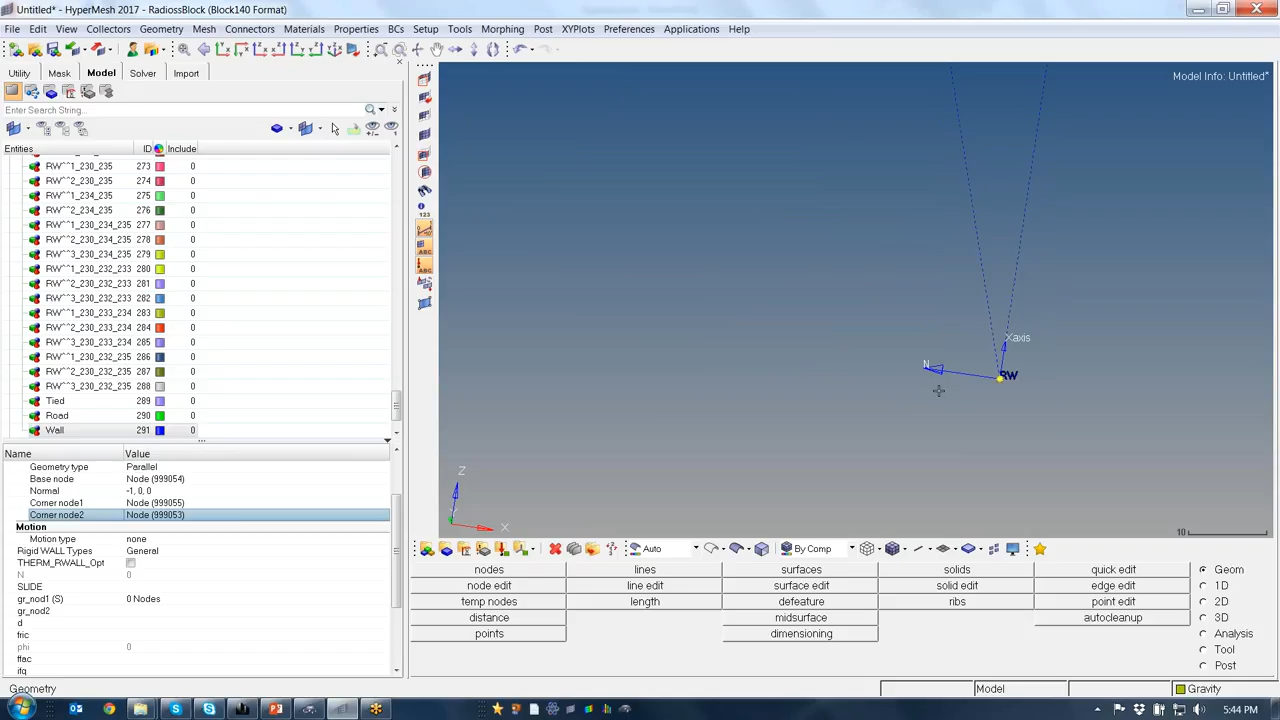 Untitled* - HyperMesh 2017 - RadiossBlock (Block140 Format)
File Edit View Collectors Geometry Mesh Connectors Materials Properties BCs Setup Tools Morphing Post XYPlots Preferences Applications Help
Utility Mask Model Solver Import
Enter Search String...
Entities ID Include
RW^^1_230_235 273 0
RW^^2_230_235 274 0
RW^^1_234_235 275 0
RW^^2_234_235 276 0
RW^^1_230_234_235 277 0
RW^^2_230_234_235 278 0
RW^^3_230_234_235 279 0
RW^^1_230_232_233 280 0
RW^^2_230_232_233 281 0
RW^^3_230_232_233 282 0
RW^^1_230_233_234 283 0
RW^^2_230_233_234 284 0
RW^^3_230_233_234 285 0
RW^^1_230_232_235 286 0
RW^^2_230_232_235 287 0
RW^^3_230_232_235 288 0
Tied 289 0
Road 290 0
Wall 291 0
Name Value
Geometry type Parallel
Base node Node (999054)
Normal -1, 0, 0
Corner node1 Node (999055)
Corner node2 Node (999053)
Motion
Motion type none
Rigid WALL Types General
THERM_RWALL_Opt
N 0
SLIDE
gr_nod1 (S) 0 Nodes
gr_nod2
d
fric
phi 0
ffac
ifq
Geometry
123
ABC
ABC
Model Info: Untitled*
Xaxis
N
RW
Z
Y
X
10
Auto By Comp
nodes lines surfaces solids quick edit Geom
node edit line edit surface edit solid edit edge edit 1D
temp nodes length defeature ribs point edit 2D
distance midsurface autocleanup 3D
points dimensioning Analysis
Tool
Post
Model Gravity
5:44 PM